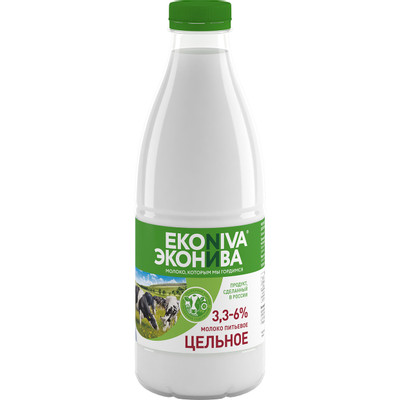 EKONIVA®
ЭКОНИВА
МОЛОКО, КОТОРЫМ МЫ ГОРДИМСЯ
ПРОДУКТ,
СДЕЛАННЫЙ
В РОССИИ
3,3-6%
МОЛОКО ПИТЬЕВОЕ
ЦЕЛЬНОЕ